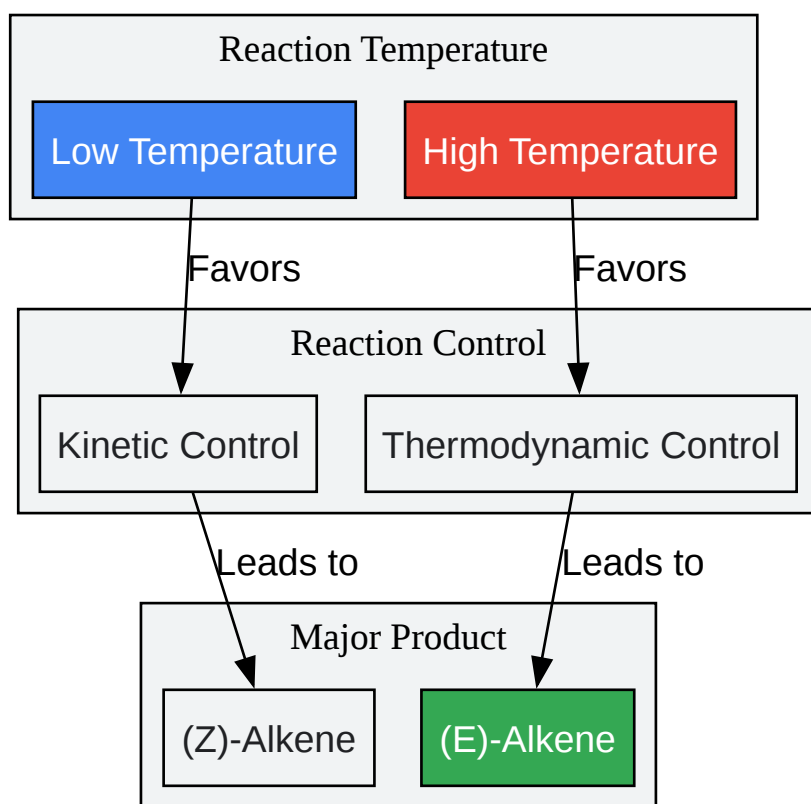 Reaction Temperature
Low Temperature
High Temperature
Favors
Favors
Reaction Control
Kinetic Control
Thermodynamic Control
Leads to
Leads to
Major Product
(Z)-Alkene
(E)-Alkene